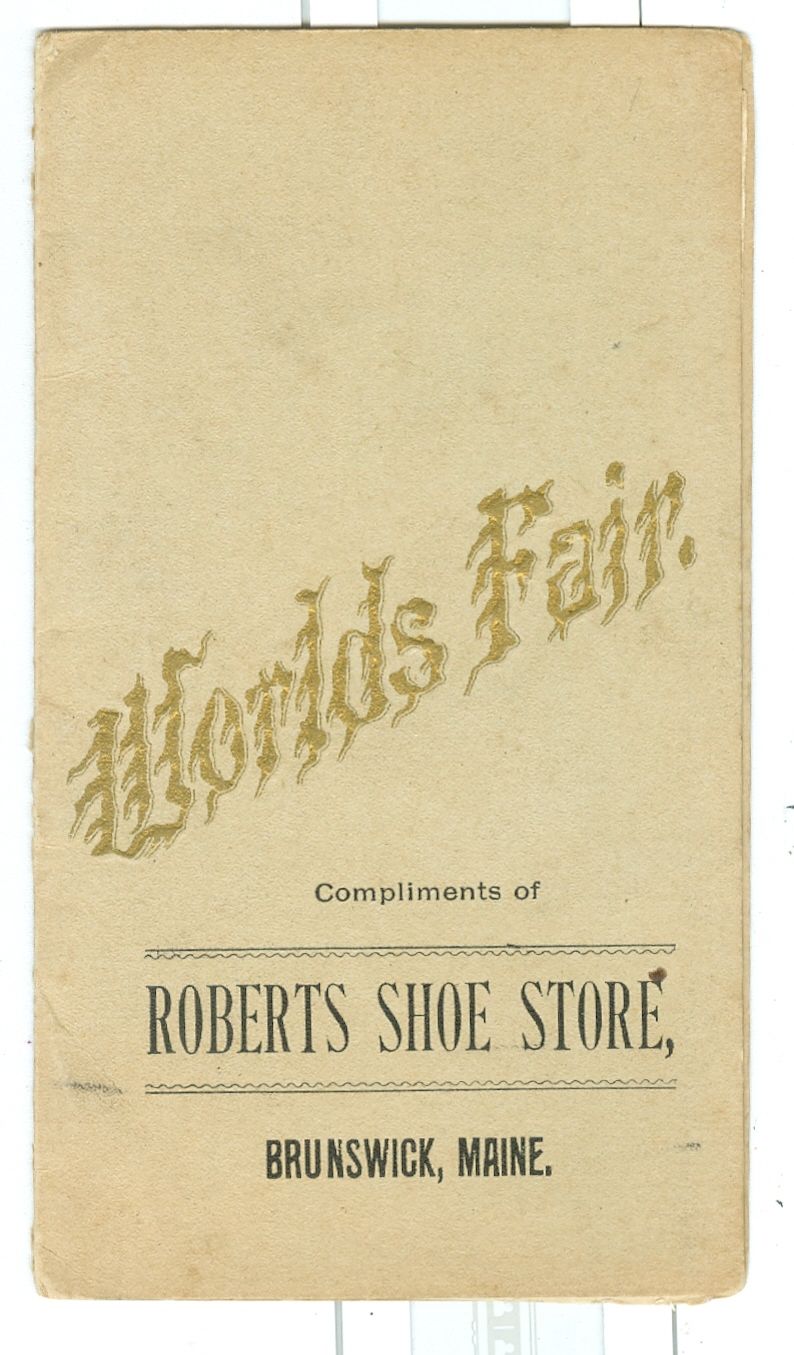 Worlds Fair.
Compliments of
ROBERTS SHOE STORE,
BRUNSWICK, MAINE.